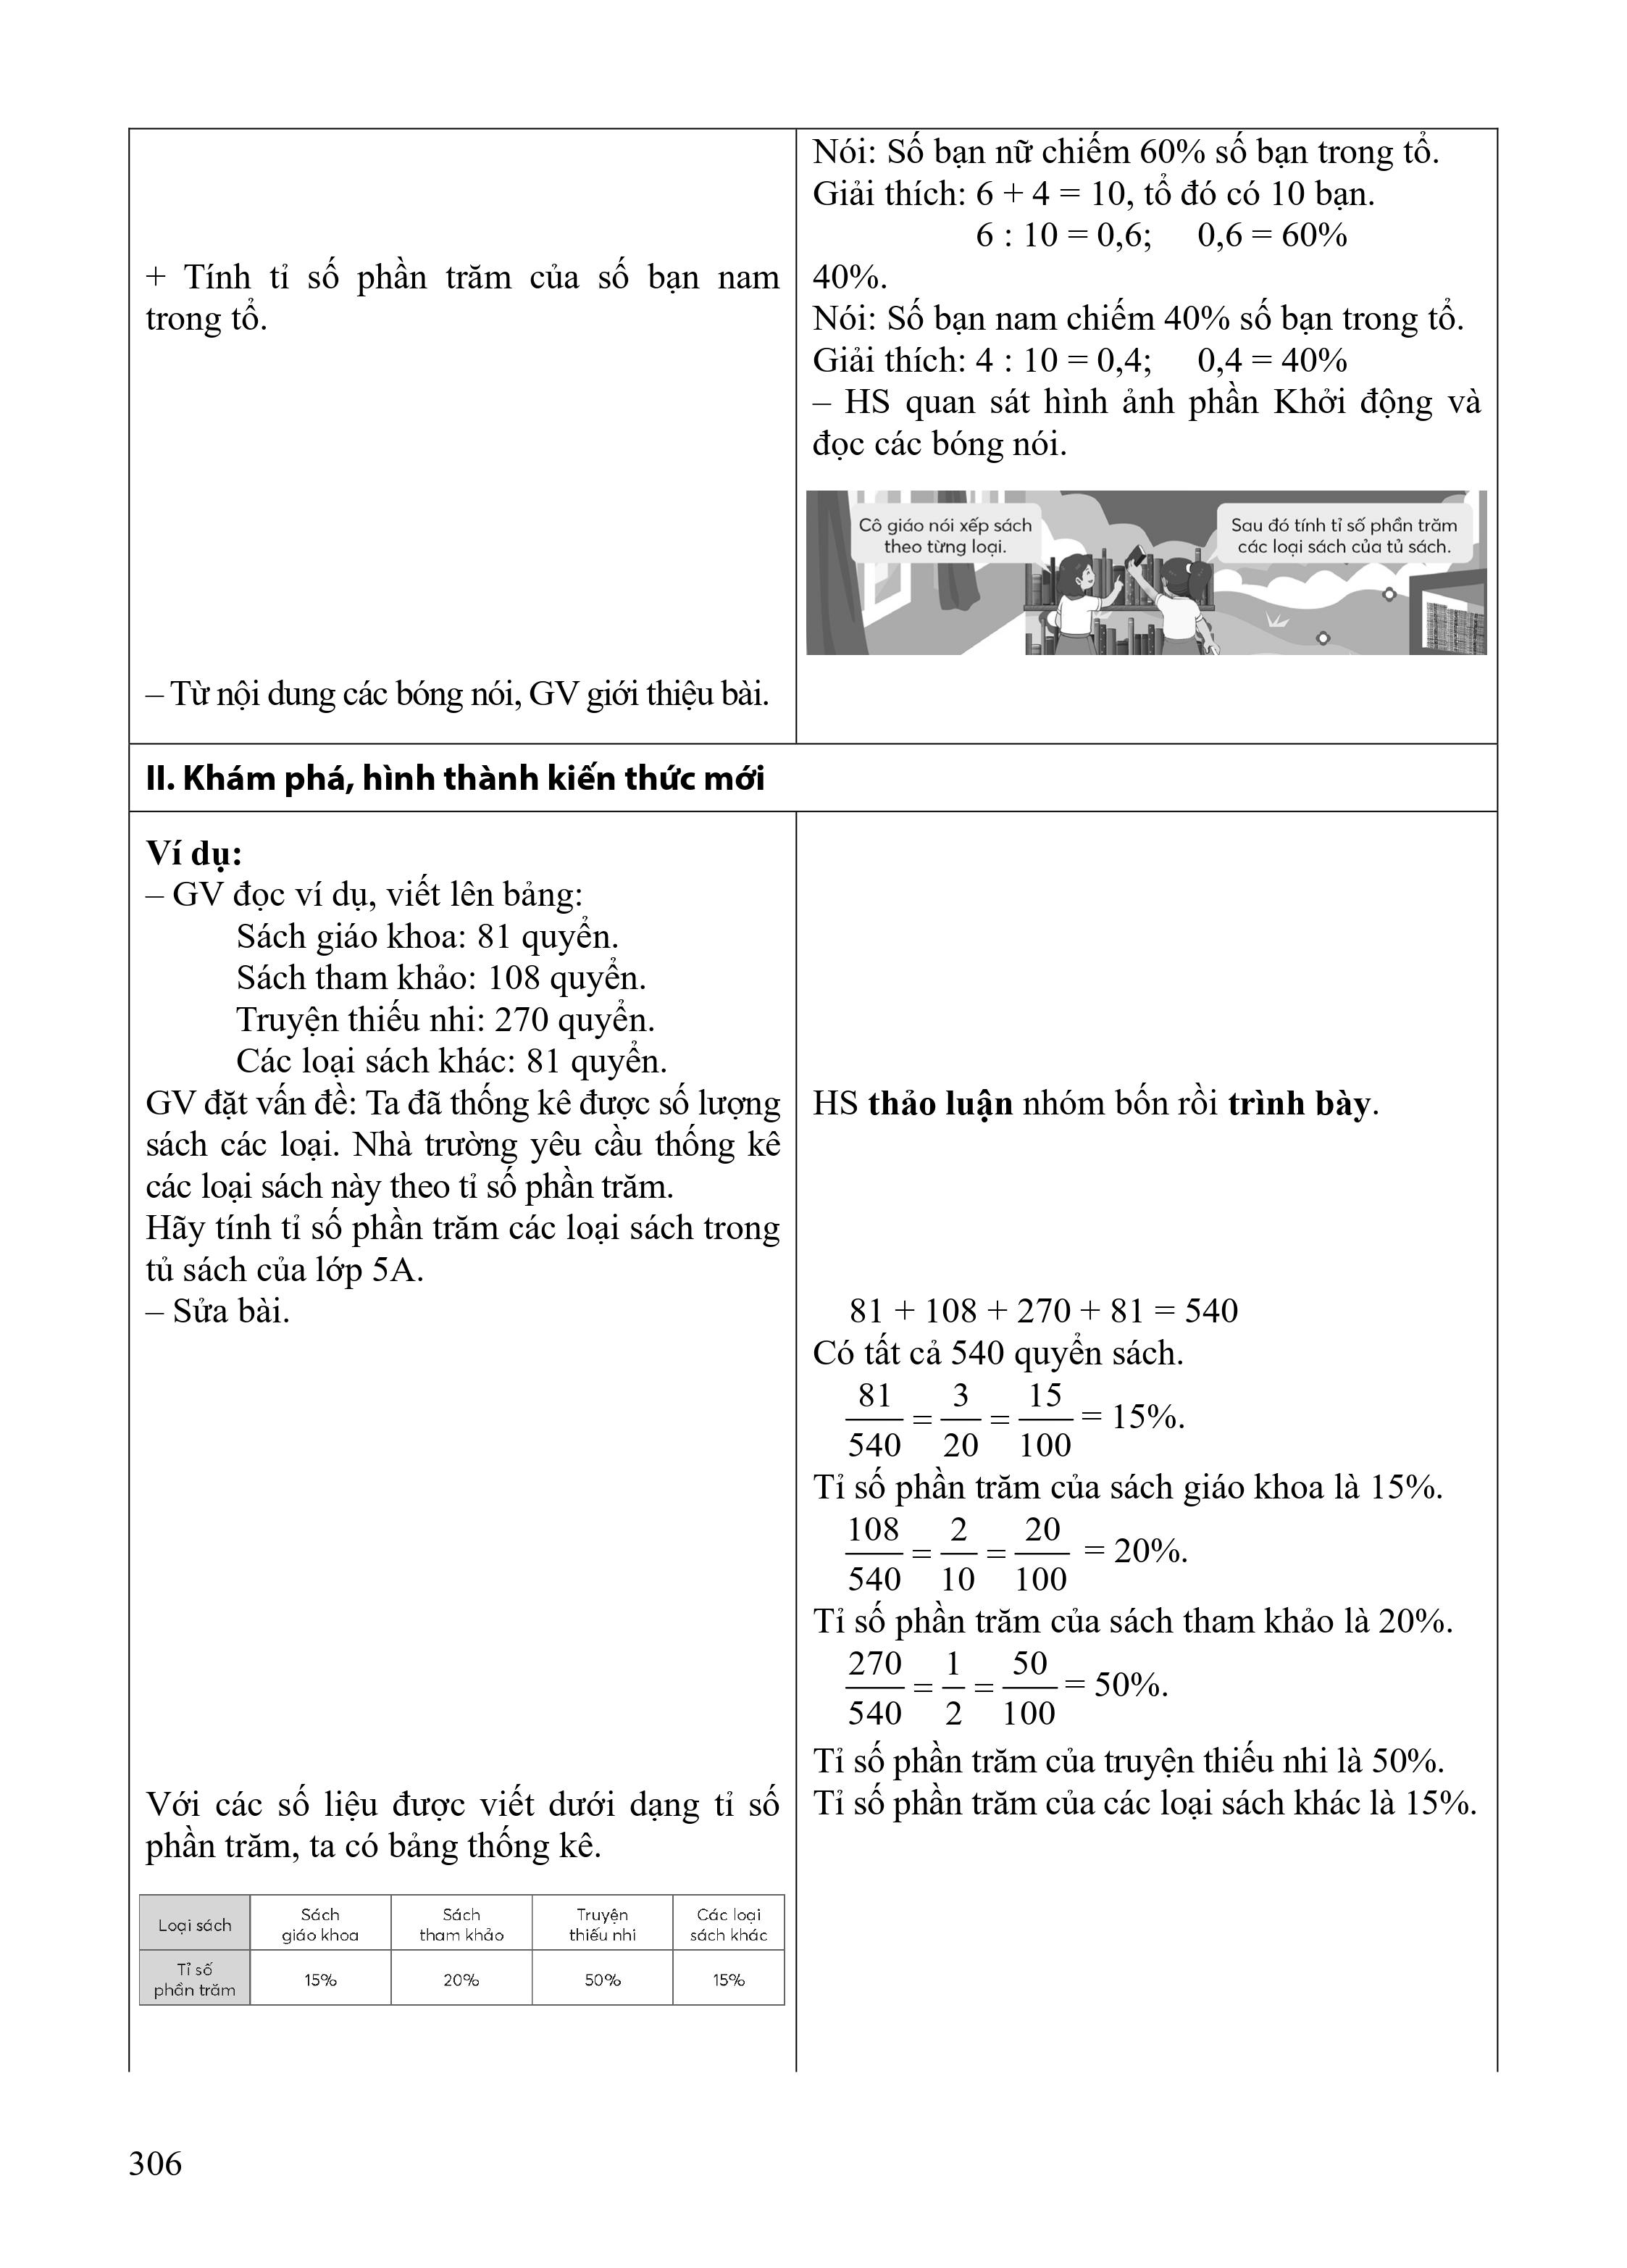 Nói: Số bạn nữ chiếm 60% số bạn trong tổ.
Giải thích: 6 + 4 = 10, tổ đó có 10 bạn.
6 : 10 = 0,6; 0,6 = 60%
+ Tính tỉ số phần trăm của số bạn nam
trong tổ.
40%.
Nói: Số bạn nam chiếm 40% số bạn trong tổ.
Giải thích: 4 : 10 = 0,4; 0,4 = 40%
– HS quan sát hình ảnh phần Khởi động và
đọc các bóng nói.
Cô giáo nói xếp sách
theo từng loại.
Sau đó tính tỉ số phần trăm
các loại sách của tủ sách.
– Từ nội dung các bóng nói, GV giới thiệu bài.
II. Khám phá, hình thành kiến thức mới
Ví dụ:
– GV đọc ví dụ, viết lên bảng:
Sách giáo khoa: 81 quyển.
Sách tham khảo: 108 quyển.
Truyện thiếu nhi: 270 quyển.
Các loại sách khác: 81 quyển.
GV đặt vấn đề: Ta đã thống kê được số lượng
sách các loại. Nhà trường yêu cầu thống kê
các loại sách này theo tỉ số phần trăm.
Hãy tính tỉ số phần trăm các loại sách trong
tủ sách của lớp 5A.
– Sửa bài.
HS thảo luận nhóm bốn rồi trình bày.
81 + 108 + 270 + 81 = 540
Có tất cả 540 quyển sách.
81/540 = 3/20 = 15/100 = 15%.
Tỉ số phần trăm của sách giáo khoa là 15%.
108/540 = 2/10 = 20/100 = 20%.
Tỉ số phần trăm của sách tham khảo là 20%.
270/540 = 1/2 = 50/100 = 50%.
Tỉ số phần trăm của truyện thiếu nhi là 50%.
Tỉ số phần trăm của các loại sách khác là 15%.
Với các số liệu được viết dưới dạng tỉ số
phần trăm, ta có bảng thống kê.
Loại sách Sách giáo khoa Sách tham khảo Truyện thiếu nhi Các loại sách khác
Tỉ số phần trăm 15% 20% 50% 15%
306